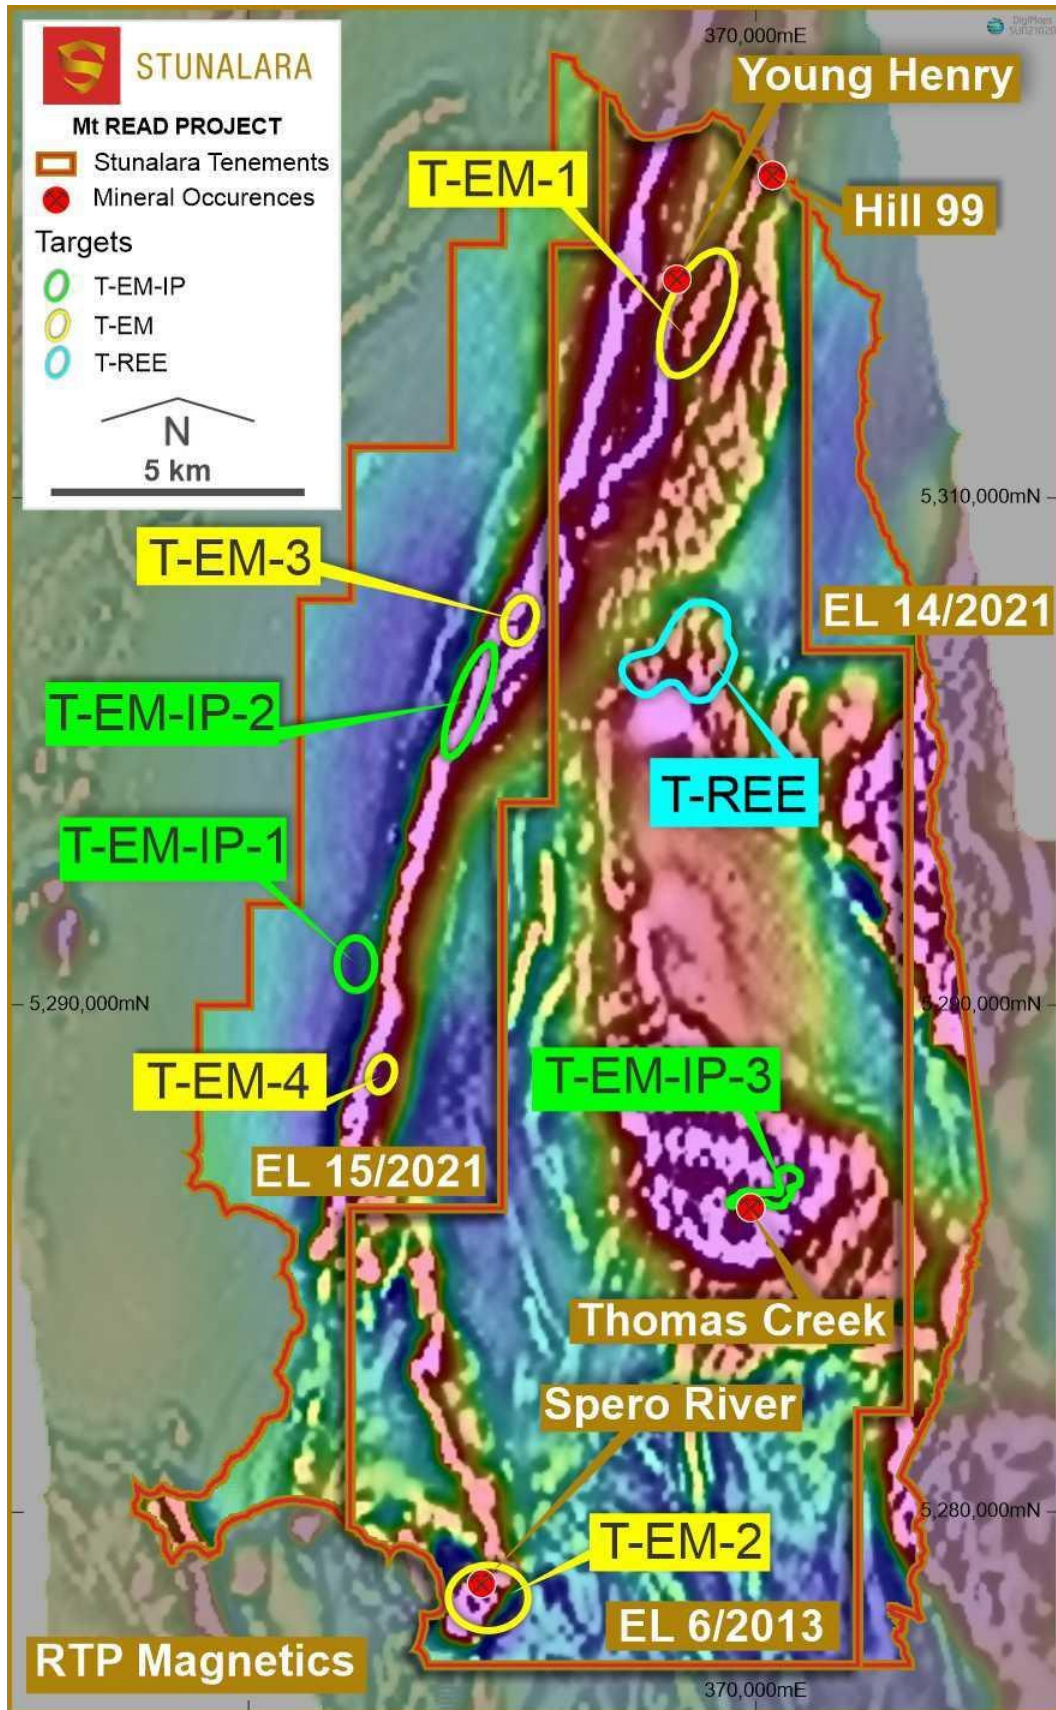 370,000mE
DigiMaps
STUNALARA
Young Henry
Mt READ PROJECT
Stunalara Tenements
Mineral Occurences
T-EM-1
Hill 99
Targets
T-EM-IP
T-EM
T-REE
N
5 km
5,310,000mN
T-EM-3
EL 14/2021
T-EM-IP-2
T-REE
T-EM-IP-1
5,290,000mN
5,290,000mN
T-EM-IP-3
T-EM-4
EL 15/2021
Thomas Creek
Spero River
5,280,000mN
T-EM-2
EL 6/2013
RTP Magnetics
370,000mE